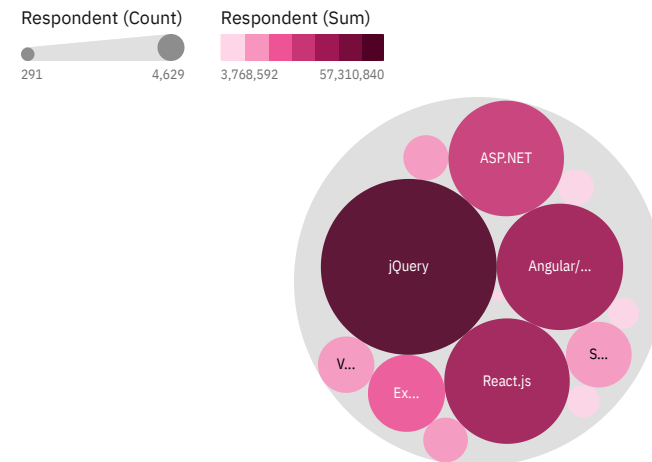 Respondent (Count)
Respondent (Sum)
291
4,629
3,768,592
57,310,840
ASP.NET
jQuery
Angular/...
S...
V...
React.js
Ex...